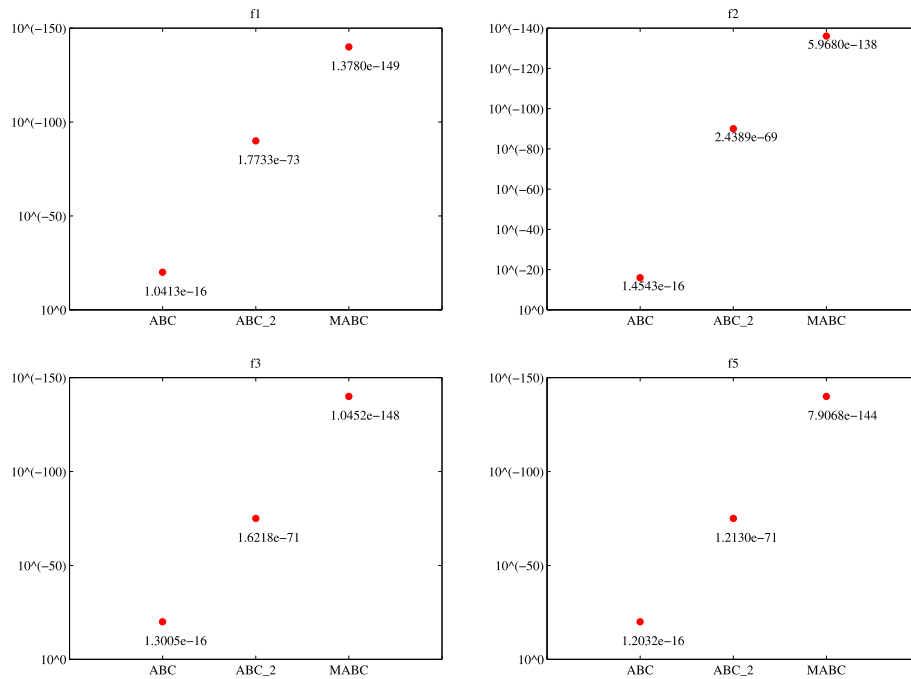 f1
10^(−150)
10^(−100)
10^(−50)
10^0
1.3780e−149
1.7733e−73
1.0413e−16
ABC
ABC_2
MABC
f2
10^(−140)
10^(−120)
10^(−100)
10^(−80)
10^(−60)
10^(−40)
10^(−20)
10^0
5.9680e−138
2.4389e−69
1.4543e−16
ABC
ABC_2
MABC
f3
10^(−150)
10^(−100)
10^(−50)
10^0
1.0452e−148
1.6218e−71
1.3005e−16
ABC
ABC_2
MABC
f5
10^(−150)
10^(−100)
10^(−50)
10^0
7.9068e−144
1.2130e−71
1.2032e−16
ABC
ABC_2
MABC